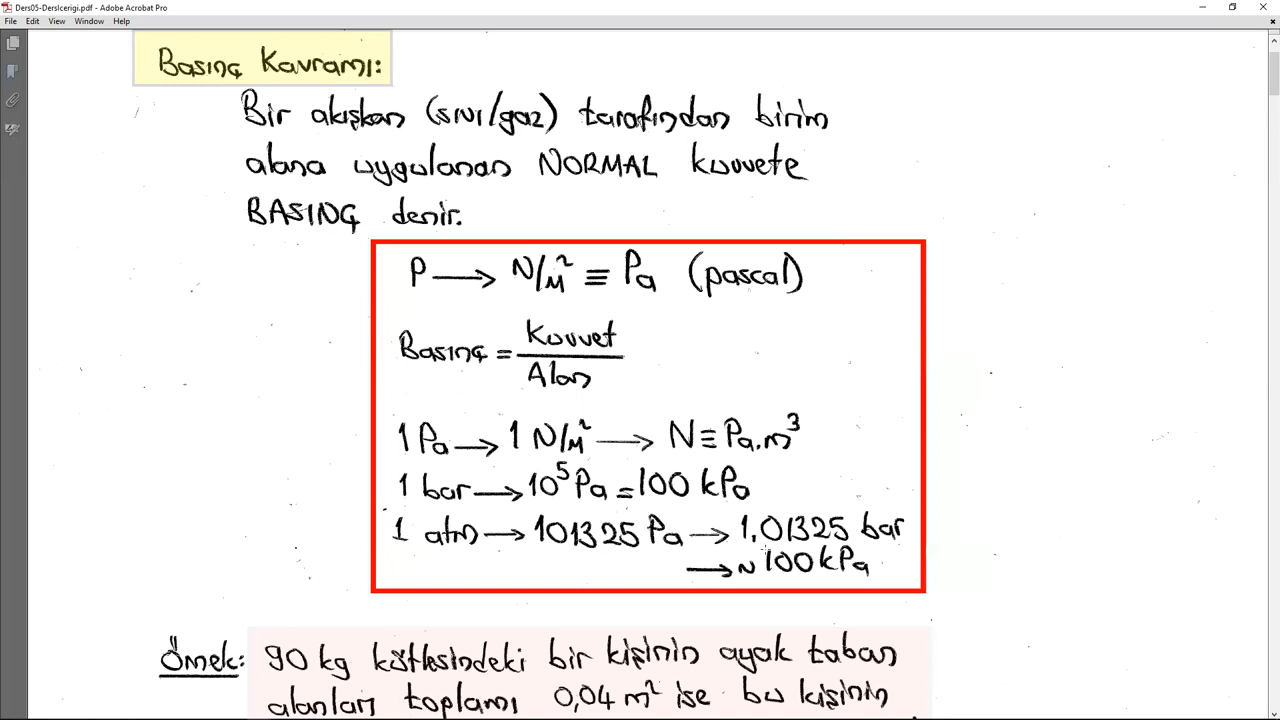 Ders05-DersIcerigi.pdf - Adobe Acrobat Pro
File Edit View Window Help
Basınç Kavramı:
Bir akışkan (sıvı/gaz) tarafından birim
alana uygulanan NORMAL kuvvete
BASINÇ denir.
P → N/m² ≡ Pa (pascal)
Basınç = Kuvvet / Alan
1 Pa → 1 N/m² → N ≡ Pa.m³
1 bar → 10⁵ Pa = 100 kPa
1 atm → 101325 Pa → 1,01325 bar
→ ~ 100 kPa
Örnek: 90 kg kütlesindeki bir kişinin ayak taban
alanları toplamı 0,04 m² ise bu kişinin